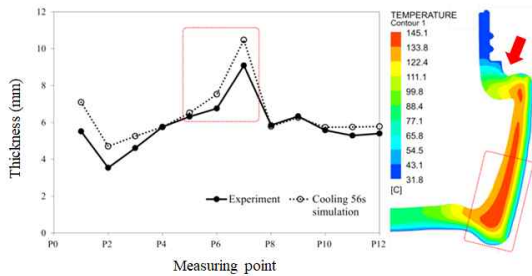 12
10
8
6
4
2
0
Thickness (mm)
P0
P2
P4
P6
P8
P10
P12
Measuring point
Experiment
Cooling 56s
simulation
TEMPERATURE
Contour 1
145.1
133.8
122.4
111.1
99.8
88.4
77.1
65.8
54.5
43.1
31.8
[C]